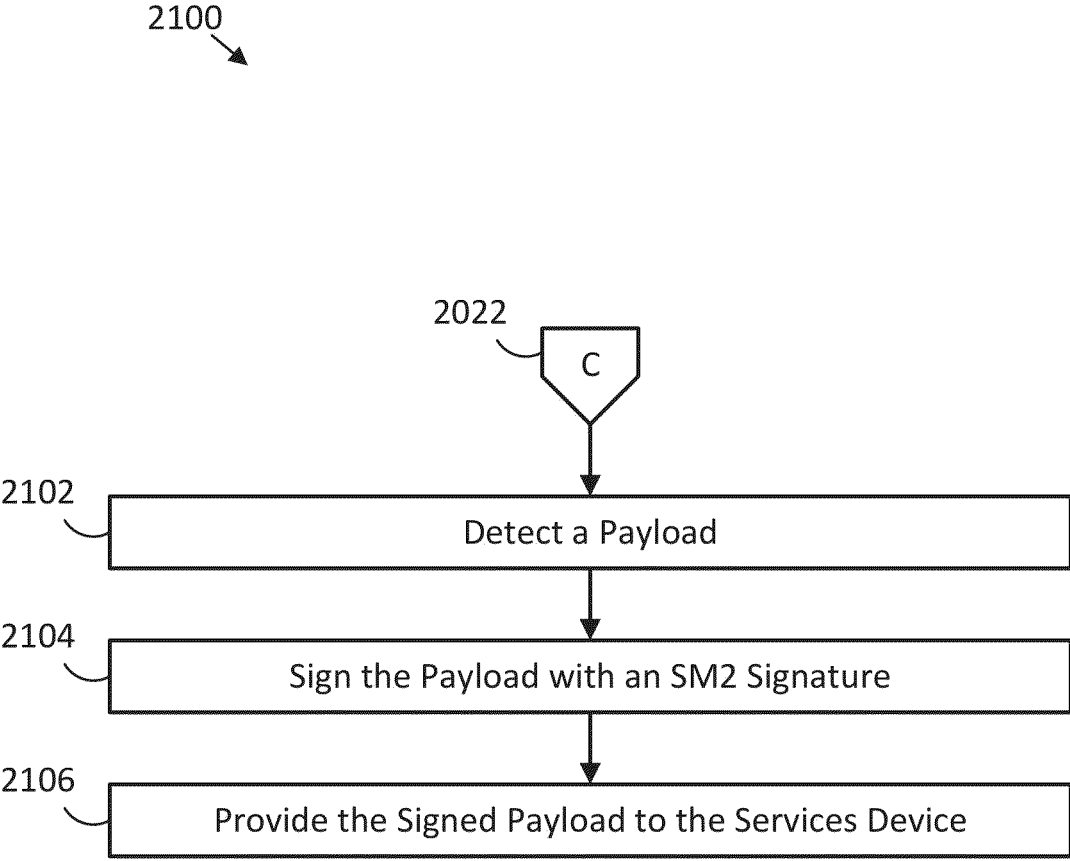 2100
2022
C
2102
Detect a Payload
2104
Sign the Payload with an SM2 Signature
2106
Provide the Signed Payload to the Services Device